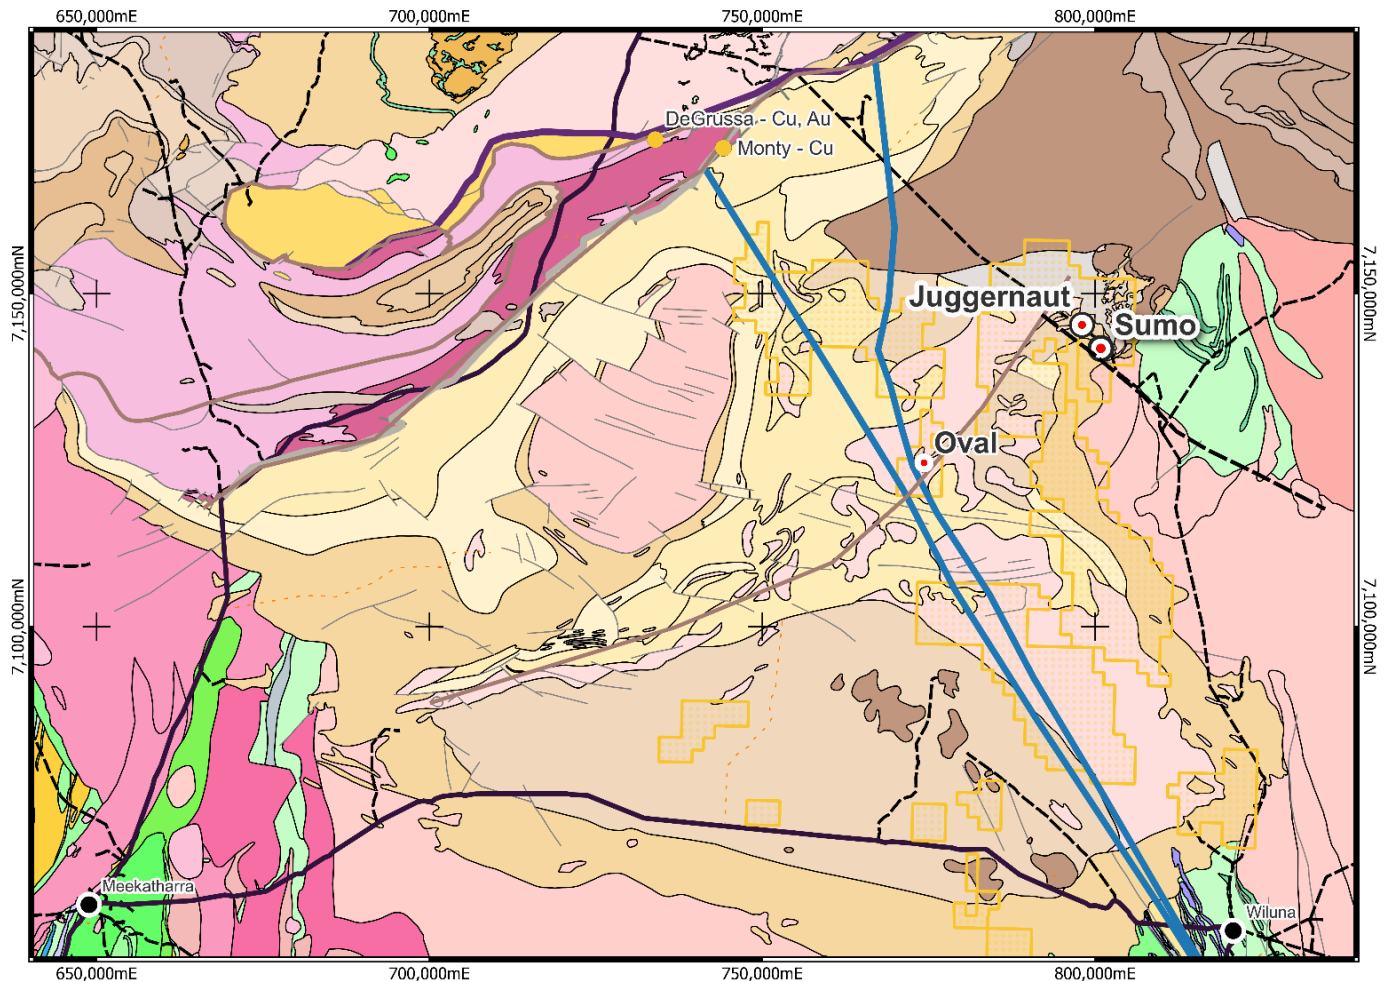 650,000mE 700,000mE 750,000mE 800,000mE
DeGrussa - Cu, Au
Monty - Cu
7,150,000mN 7,150,000mN
Juggernaut
Sumo
Oval
7,100,000mN 7,100,000mN
Meekatharra
Wiluna
650,000mE 700,000mE 750,000mE 800,000mE